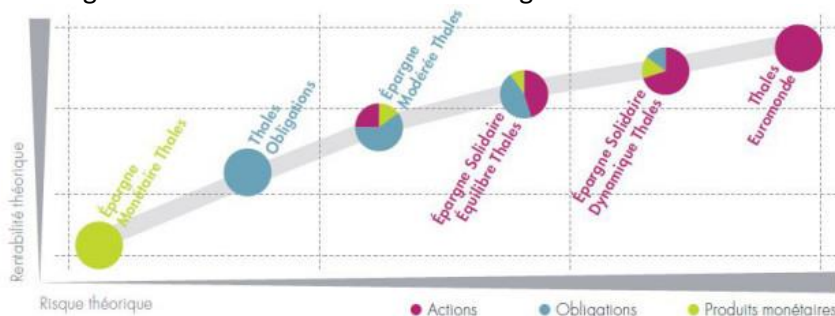 Épargne
Monétaire Thales
Thales
Obligations
Épargne
Modérée Thales
Épargne Solidaire
Équilibre Thales
Épargne Solidaire
Dynamique Thales
Thales
Euromonde
Rentabilité théorique
Risque théorique
Actions
Obligations
Produits monétaires